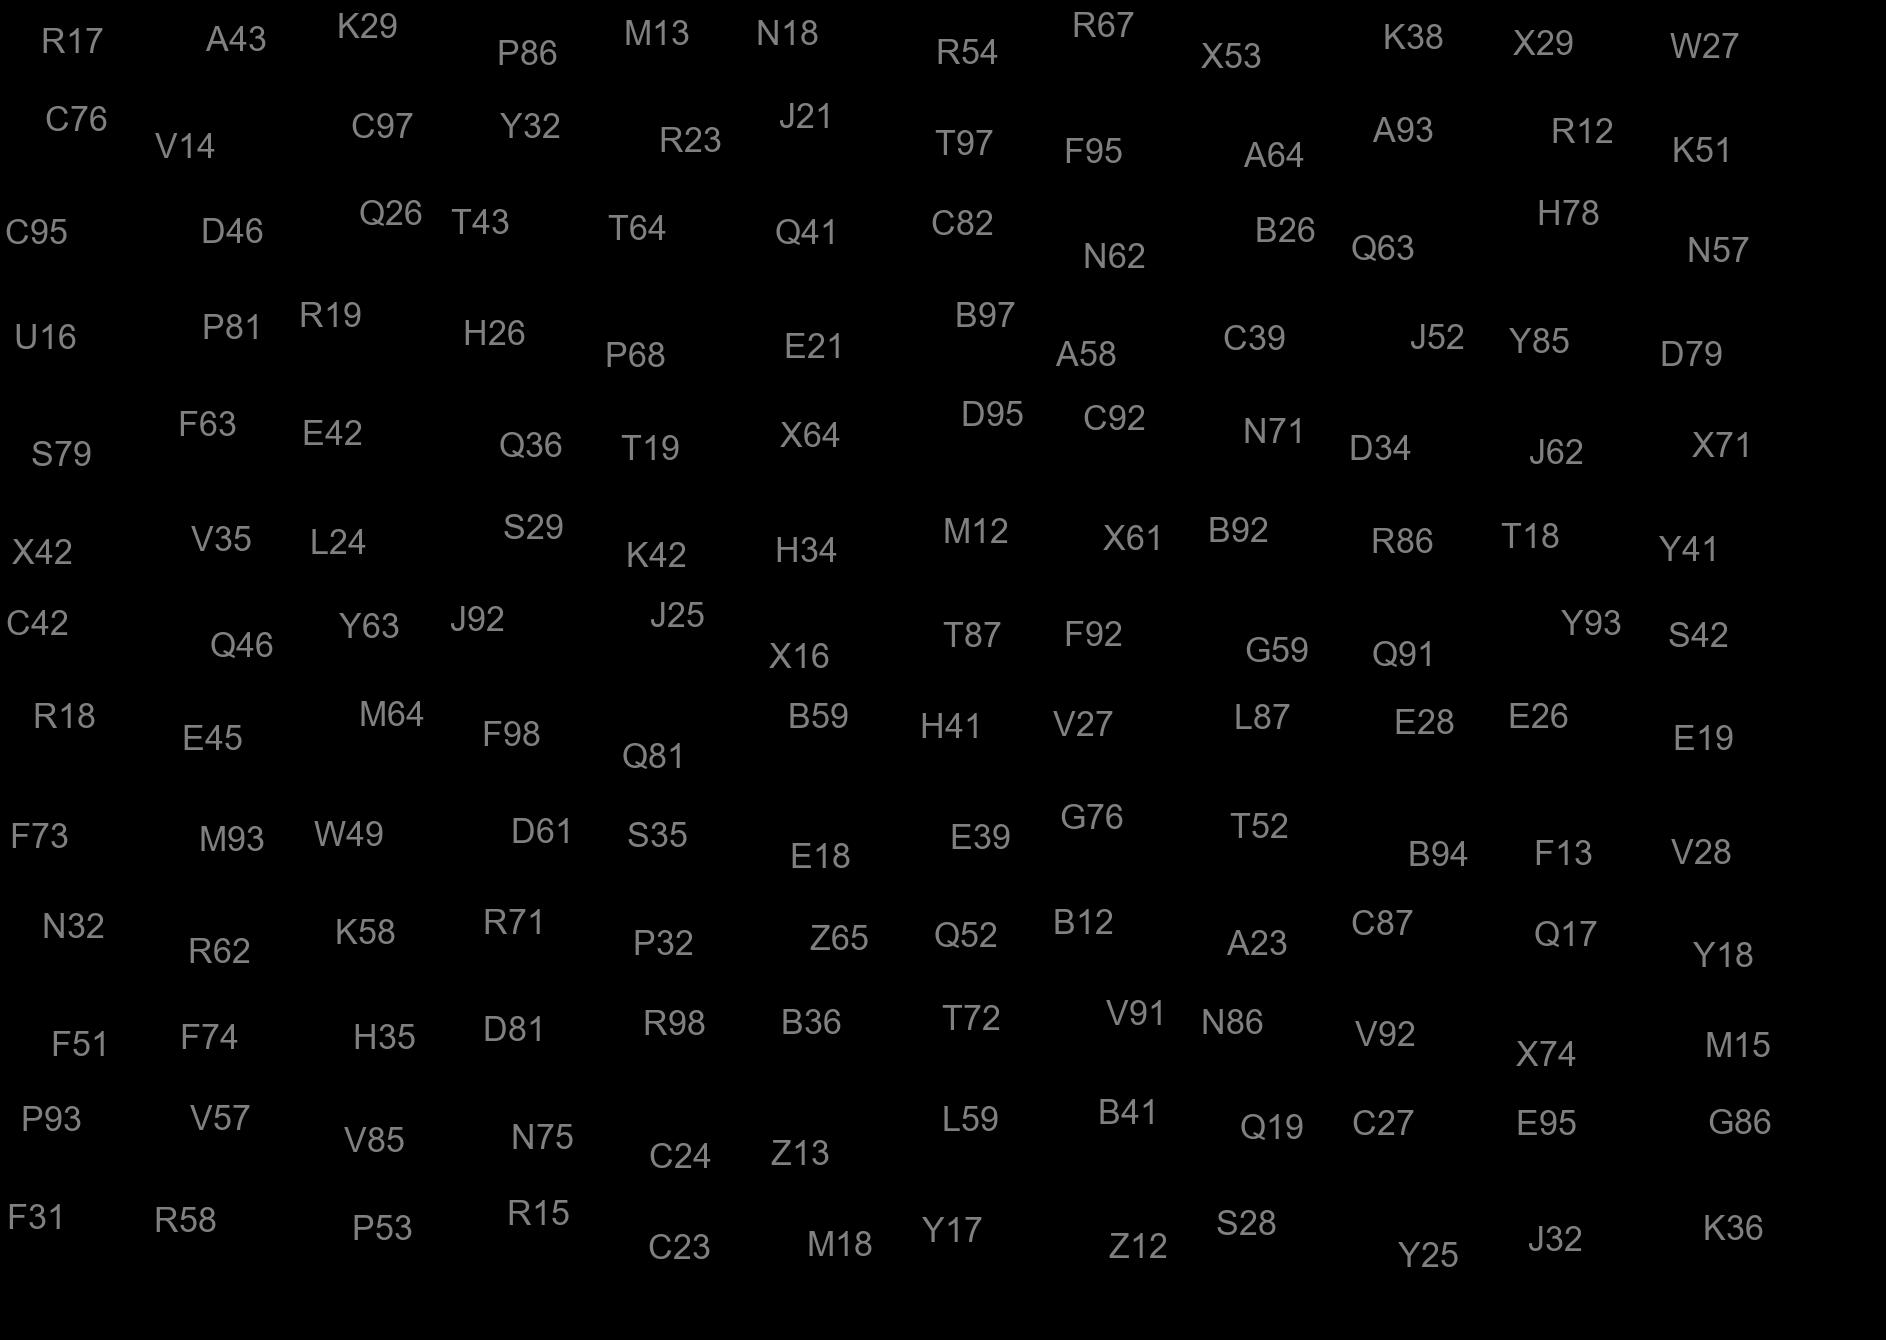 R17 A43 K29 P86 M13 N18 R54 R67 X53 K38 X29 W27
C76 V14 C97 Y32 R23 J21 T97 F95 A64 A93 R12 K51
C95 D46 Q26 T43 T64 Q41 C82 N62 B26 Q63 H78 N57
U16 P81 R19 H26 P68 E21 B97 A58 C39 J52 Y85 D79
S79 F63 E42 Q36 T19 X64 D95 C92 N71 D34 J62 X71
X42 V35 L24 S29 K42 H34 M12 X61 B92 R86 T18 Y41
C42 Q46 Y63 J92 J25 X16 T87 F92 G59 Q91 Y93 S42
R18 E45 M64 F98 Q81 B59 H41 V27 L87 E28 E26 E19
F73 M93 W49 D61 S35 E18 E39 G76 T52 B94 F13 V28
N32 R62 K58 R71 P32 Z65 Q52 B12 A23 C87 Q17 Y18
F51 F74 H35 D81 R98 B36 T72 V91 N86 V92 X74 M15
P93 V57 V85 N75 C24 Z13 L59 B41 Q19 C27 E95 G86
F31 R58 P53 R15 C23 M18 Y17 Z12 S28 Y25 J32 K36